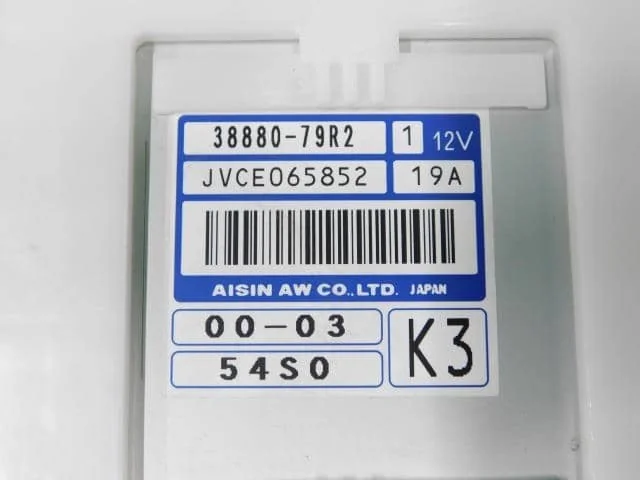 38880-79R2 1 12V
JVCE065852 19A
AISIN AW CO.,LTD. JAPAN
00-03
54S0
K3